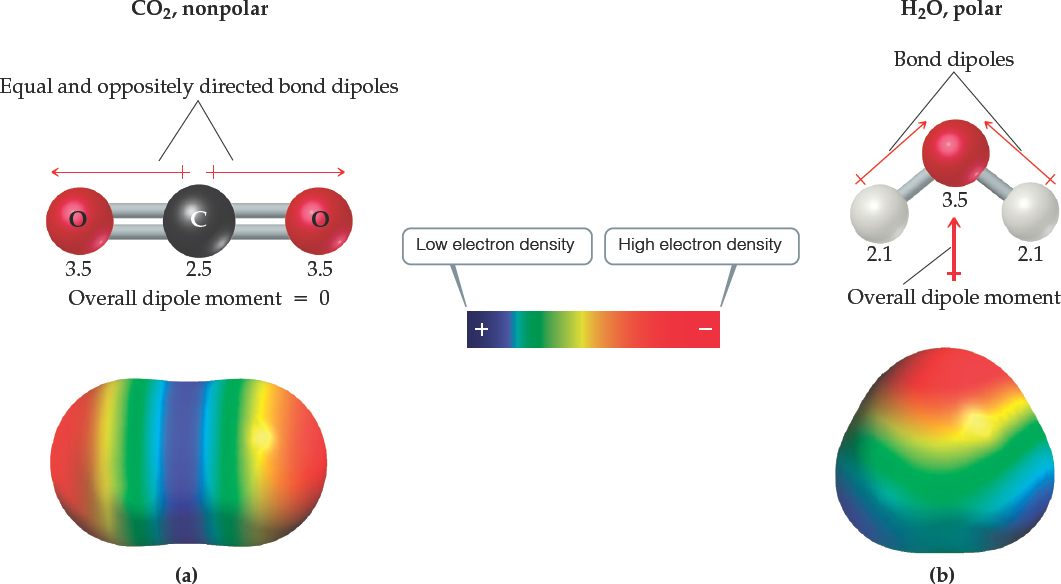 CO₂, nonpolar
Equal and oppositely directed bond dipoles
O C O
3.5 2.5 3.5
Overall dipole moment = 0
(a)
Low electron density
High electron density
+ −
H₂O, polar
Bond dipoles
3.5
2.1 2.1
Overall dipole moment
(b)